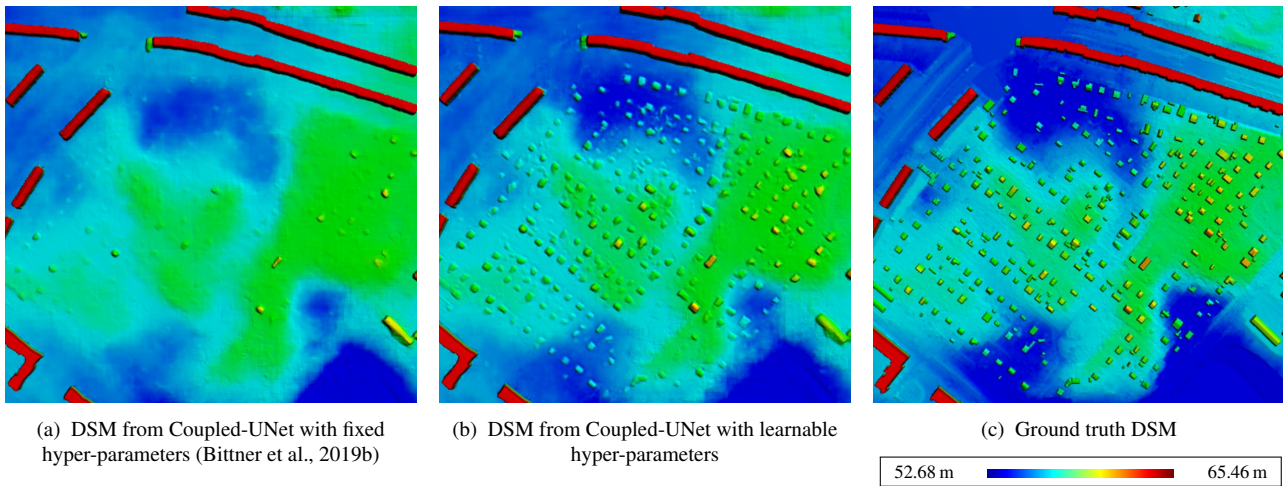 (a) DSM from Coupled-UNet with fixed
hyper-parameters (Bittner et al., 2019b)
(b) DSM from Coupled-UNet with learnable
hyper-parameters
(c) Ground truth DSM
52.68 m 65.46 m